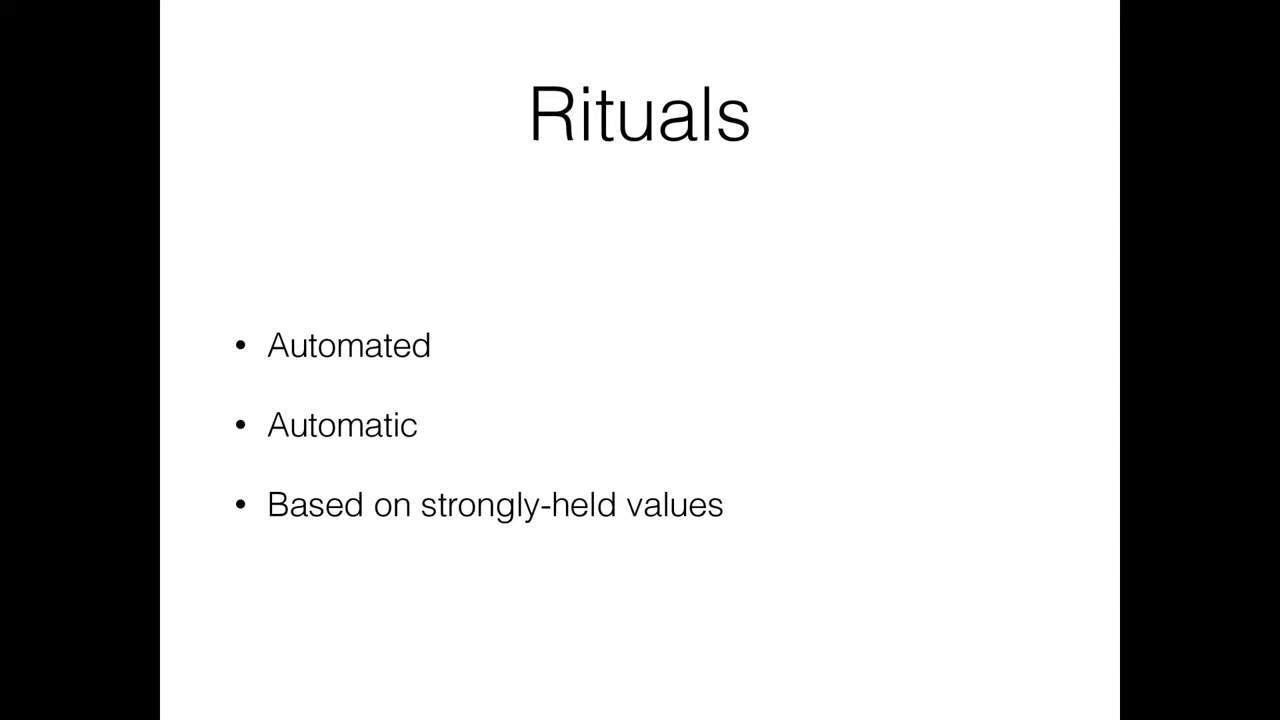 Rituals
• Automated
• Automatic
• Based on strongly-held values